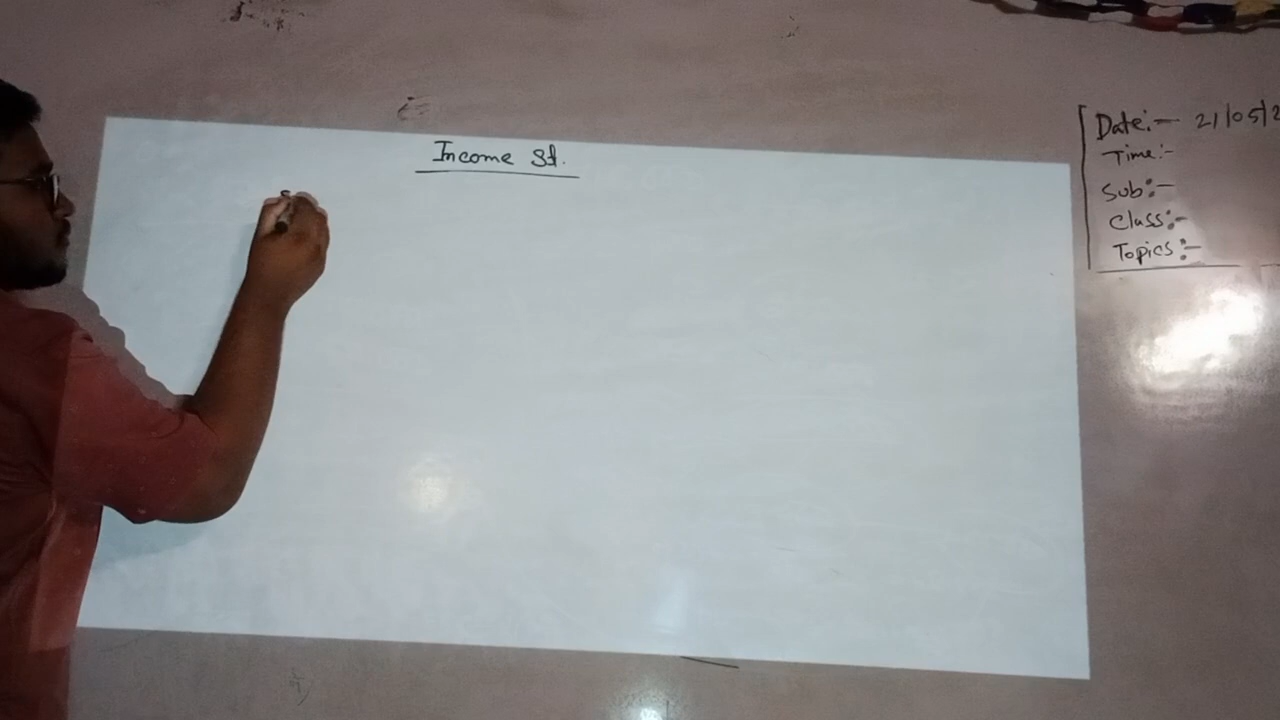 Income St.
Date:- 21/05/2
Time:-
Sub:-
Class:-
Topics:-